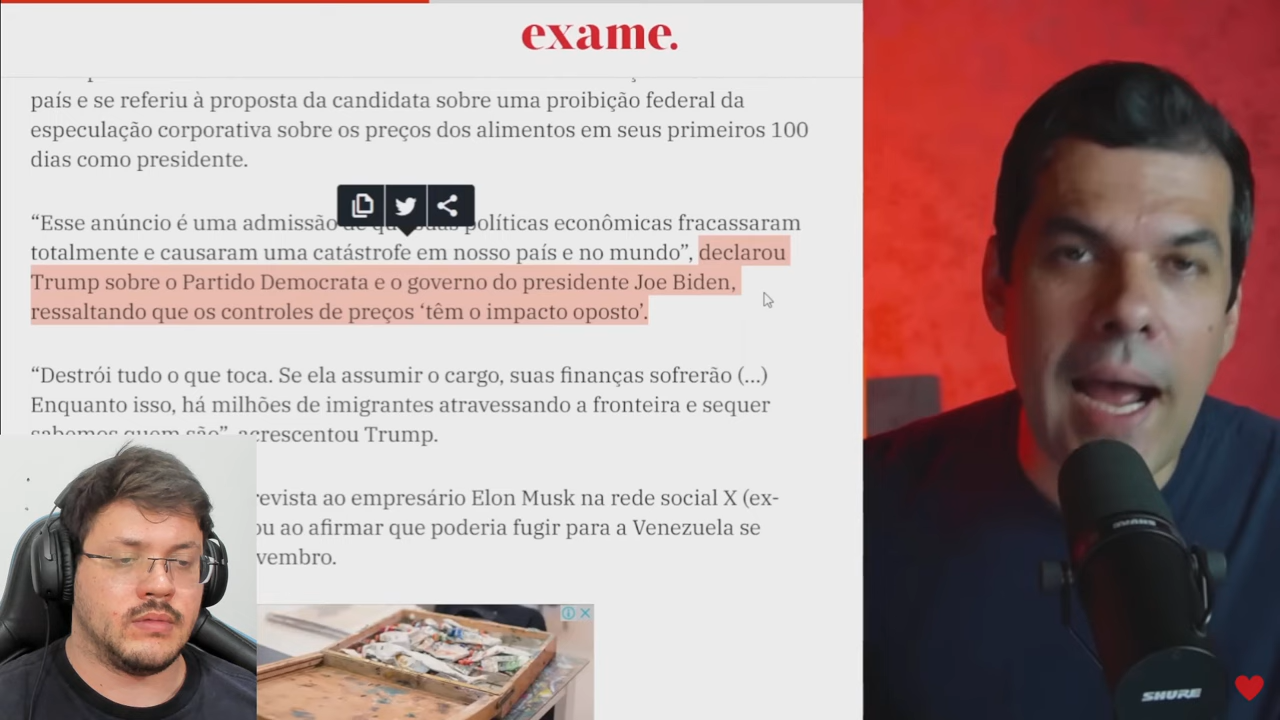 exame.
país e se referiu à proposta da candidata sobre uma proibição federal da
especulação corporativa sobre os preços dos alimentos em seus primeiros 100
dias como presidente.
“Esse anúncio é uma admissão de que suas políticas econômicas fracassaram
totalmente e causaram uma catástrofe em nosso país e no mundo”, declarou
Trump sobre o Partido Democrata e o governo do presidente Joe Biden,
ressaltando que os controles de preços ‘têm o impacto oposto’.
“Destrói tudo o que toca. Se ela assumir o cargo, suas finanças sofrerão (...)
Enquanto isso, há milhões de imigrantes atravessando a fronteira e sequer
sabemos quem são”, acrescentou Trump.
revista ao empresário Elon Musk na rede social X (ex-
ou ao afirmar que poderia fugir para a Venezuela se
vembro.
SHURE